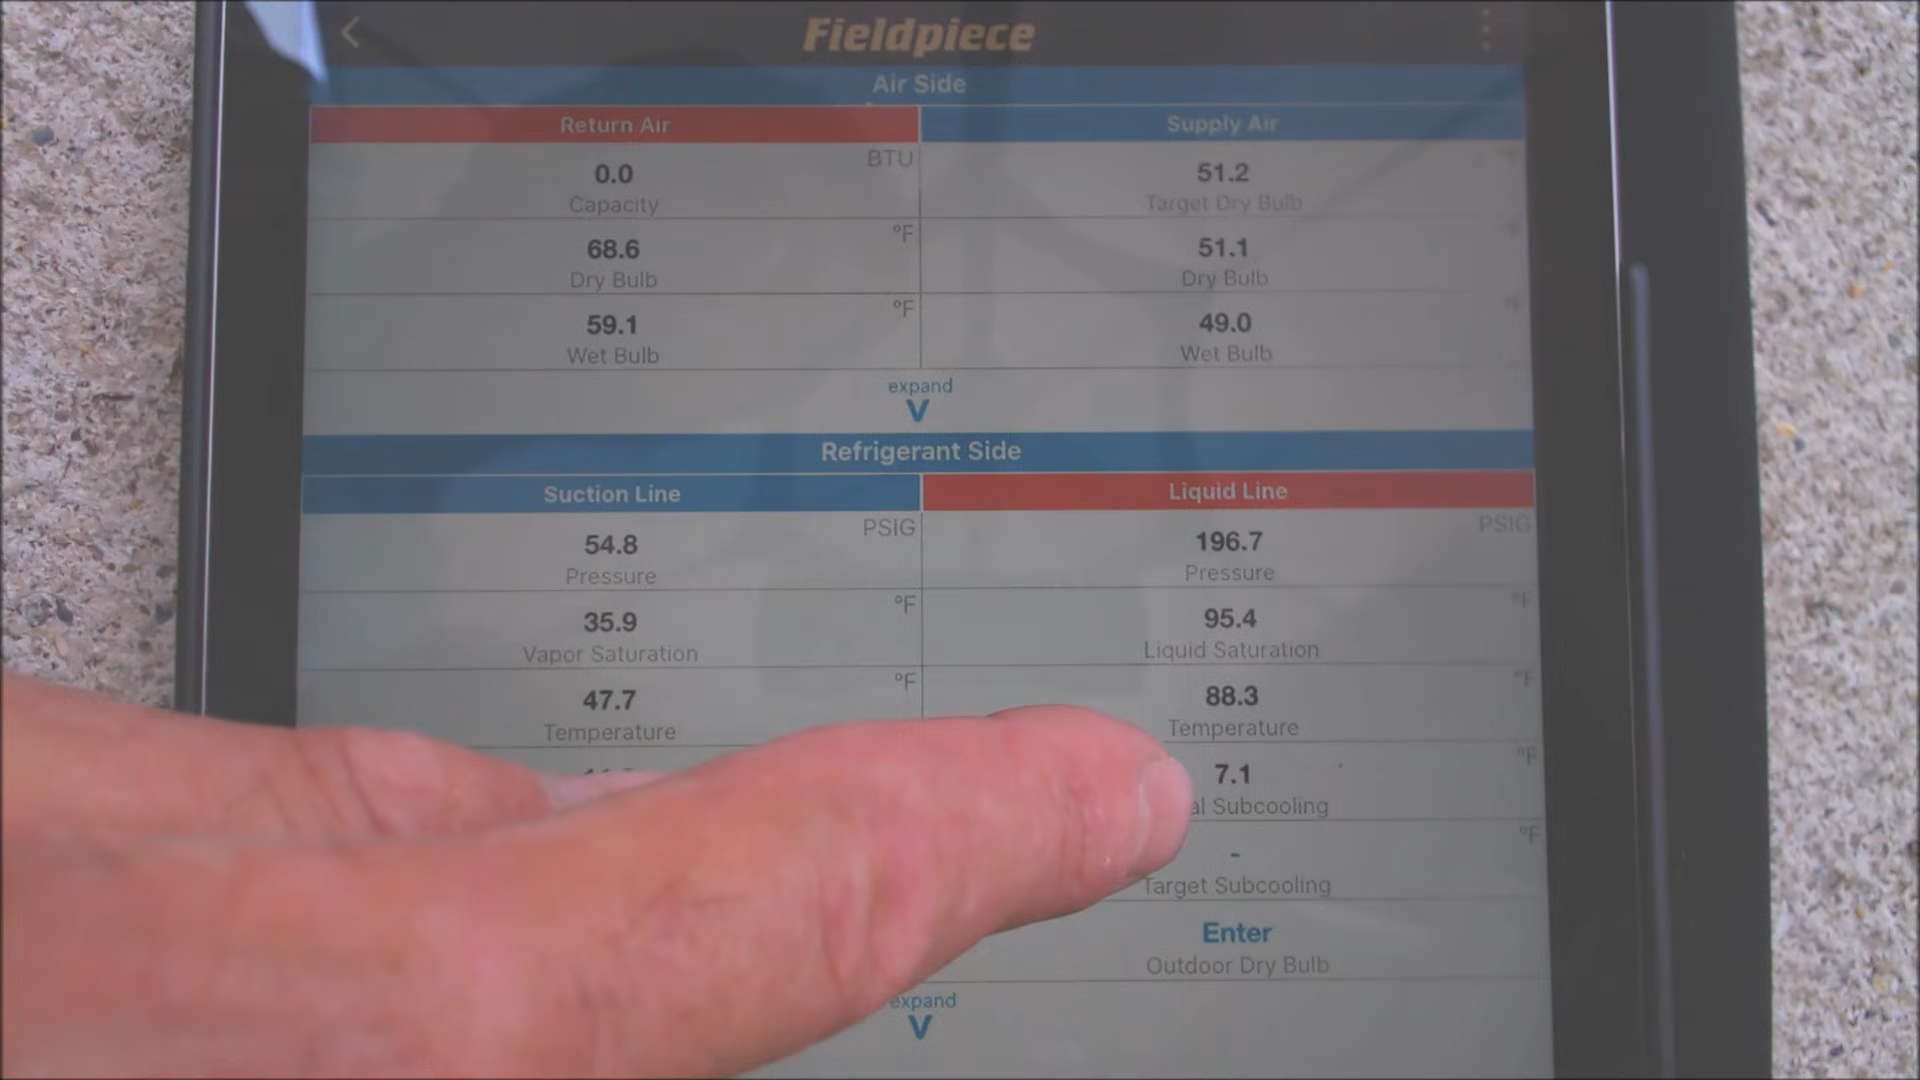 Fieldpiece
Air Side
Return Air
Supply Air
BTU
0.0
Capacity
51.2
Target Dry Bulb
°F
68.6
Dry Bulb
51.1
Dry Bulb
°F
59.1
Wet Bulb
49.0
Wet Bulb
expand
V
Refrigerant Side
Suction Line
Liquid Line
PSIG
54.8
Pressure
PSIG
196.7
Pressure
°F
35.9
Vapor Saturation
°F
95.4
Liquid Saturation
°F
47.7
Temperature
°F
88.3
Temperature
°F
7.1
al Subcooling
°F
-
Target Subcooling
Enter
Outdoor Dry Bulb
expand
V